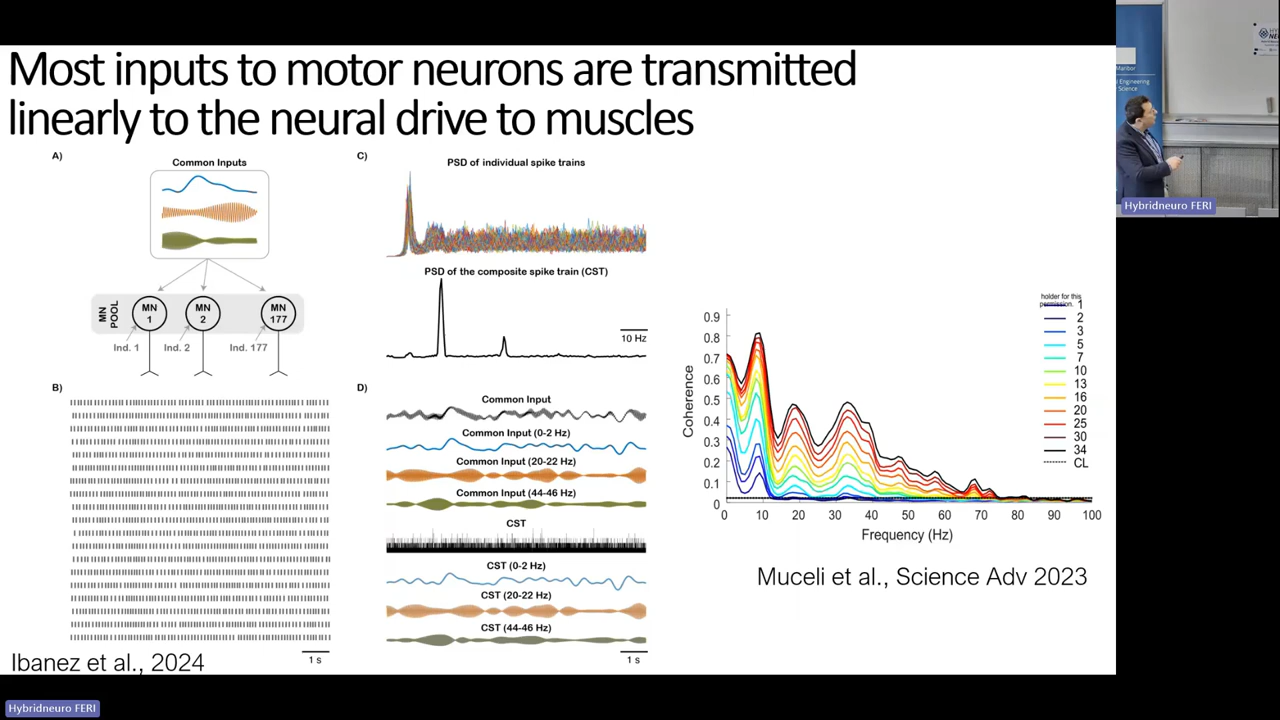 Most inputs to motor neurons are transmitted
linearly to the neural drive to muscles
A)
Common Inputs
MN POOL
MN 1
MN 2
MN 177
Ind. 1
Ind. 2
Ind. 177
B)
1 s
Ibanez et al., 2024
C)
PSD of individual spike trains
PSD of the composite spike train (CST)
10 Hz
D)
Common Input
Common Input (0-2 Hz)
Common Input (20-22 Hz)
Common Input (44-46 Hz)
CST
CST (0-2 Hz)
CST (20-22 Hz)
CST (44-46 Hz)
1 s
Coherence
0.9
0.8
0.7
0.6
0.5
0.4
0.3
0.2
0.1
0
0 10 20 30 40 50 60 70 80 90 100
Frequency (Hz)
holder for this
permission.
1
2
3
5
7
10
13
16
20
25
30
34
CL
Muceli et al., Science Adv 2023
Maribor
l Engineering
Science
Hybridneuro FERI
Hybridneuro FERI